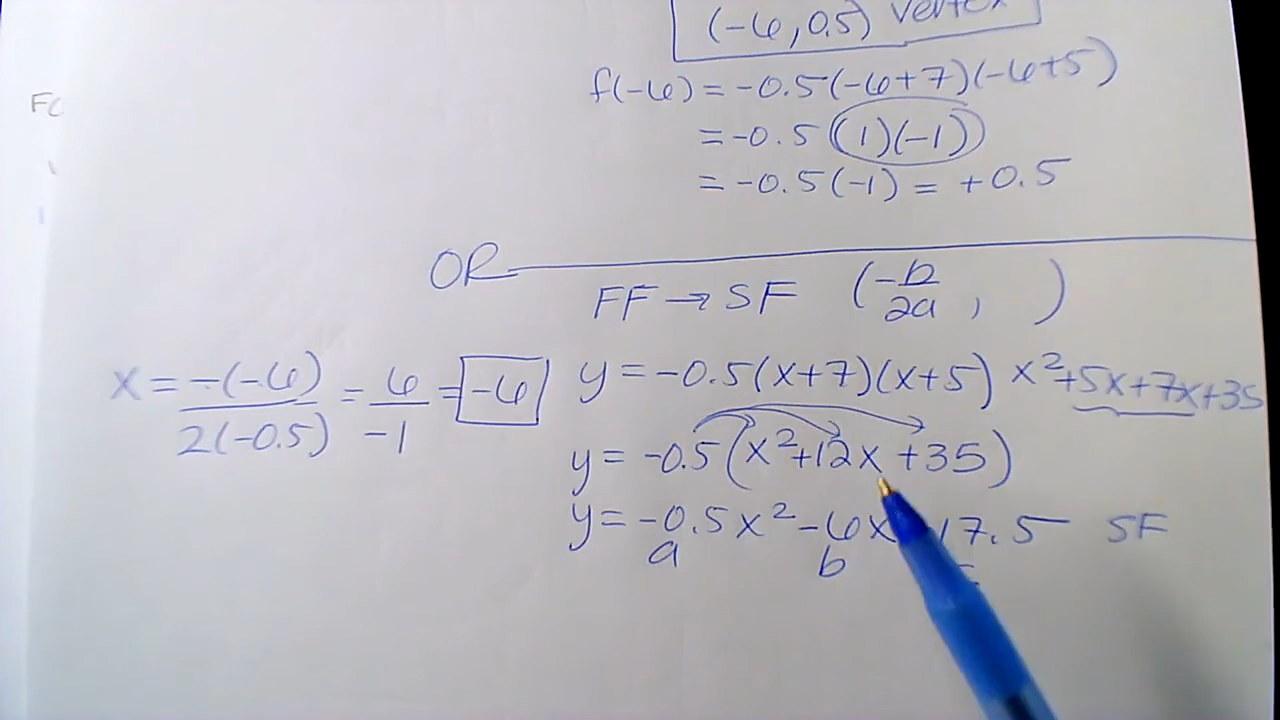 (-6, 0.5) vertex
f(-6) = -0.5(-6+7)(-6+5)
= -0.5(1)(-1)
= -0.5(-1) = +0.5
OR
FF → SF (-b/2a , )
x = -(-6)/2(-0.5) = 6/-1 = -6
y = -0.5(x+7)(x+5) x²+5x+7x+35
y = -0.5(x²+12x+35)
y = -0.5x² -6x 17.5 SF
a b